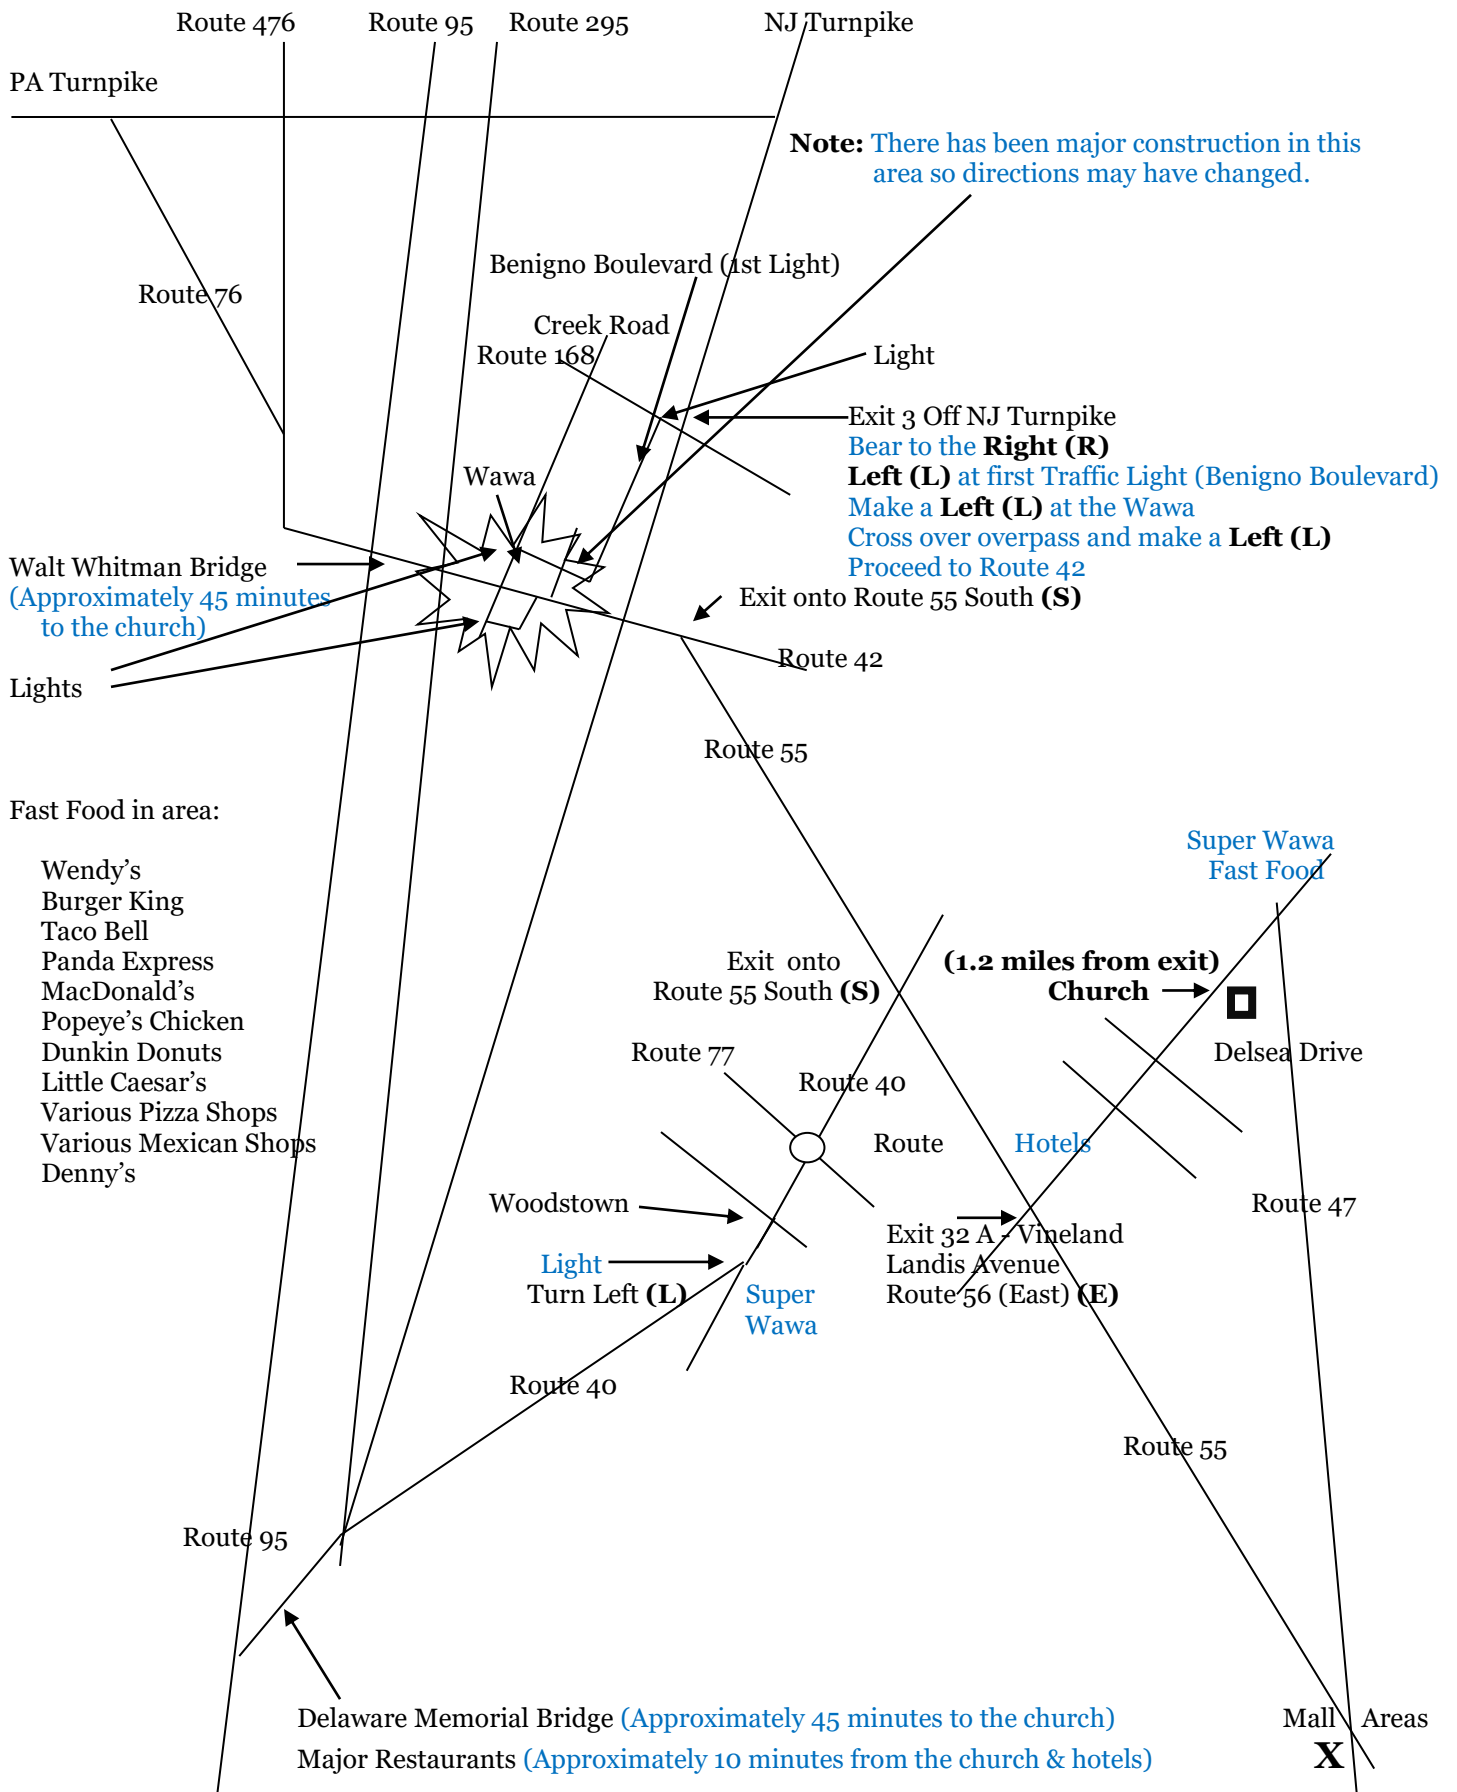 Route 476
Route 95
Route 295
NJ Turnpike
PA Turnpike
Note: There has been major construction in this
area so directions may have changed.
Benigno Boulevard (1st Light)
Route 76
Creek Road
Route 168
Light
Exit 3 Off NJ Turnpike
Bear to the Right (R)
Left (L) at first Traffic Light (Benigno Boulevard)
Make a Left (L) at the Wawa
Cross over overpass and make a Left (L)
Proceed to Route 42
Wawa
Walt Whitman Bridge
(Approximately 45 minutes
to the church)
Exit onto Route 55 South (S)
Route 42
Lights
Route 55
Fast Food in area:
Wendy's
Burger King
Taco Bell
Panda Express
MacDonald's
Popeye's Chicken
Dunkin Donuts
Little Caesar's
Various Pizza Shops
Various Mexican Shops
Denny's
Super Wawa
Fast Food
Exit onto
Route 55 South (S)
(1.2 miles from exit)
Church
Route 77
Delsea Drive
Route 40
Route
Hotels
Woodstown
Route 47
Exit 32 A - Vineland
Landis Avenue
Route 56 (East) (E)
Light
Turn Left (L)
Super
Wawa
Route 40
Route 55
Route 95
Delaware Memorial Bridge (Approximately 45 minutes to the church)
Major Restaurants (Approximately 10 minutes from the church & hotels)
Mall Areas
X